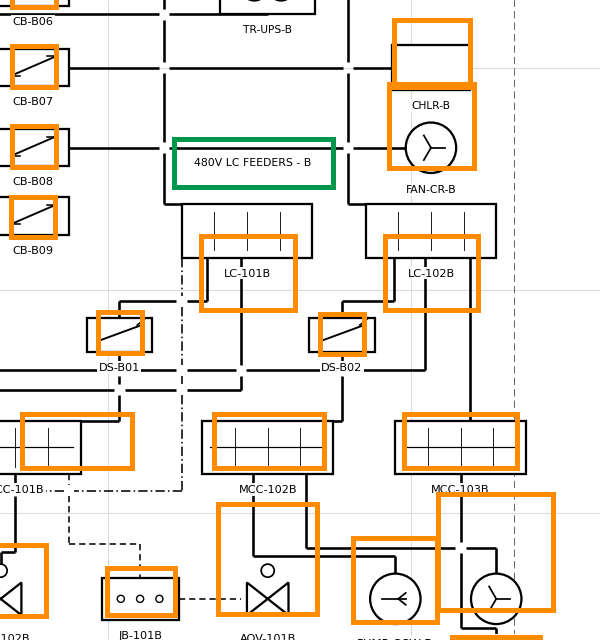 CB-B06
TR-UPS-B
CB-B07
CHLR-B
480V LC FEEDERS - B
CB-B08
FAN-CR-B
CB-B09
LC-101B
LC-102B
DS-B01
DS-B02
CC-101B
MCC-102B
MCC-103B
102B
JB-101B
AOV-101B